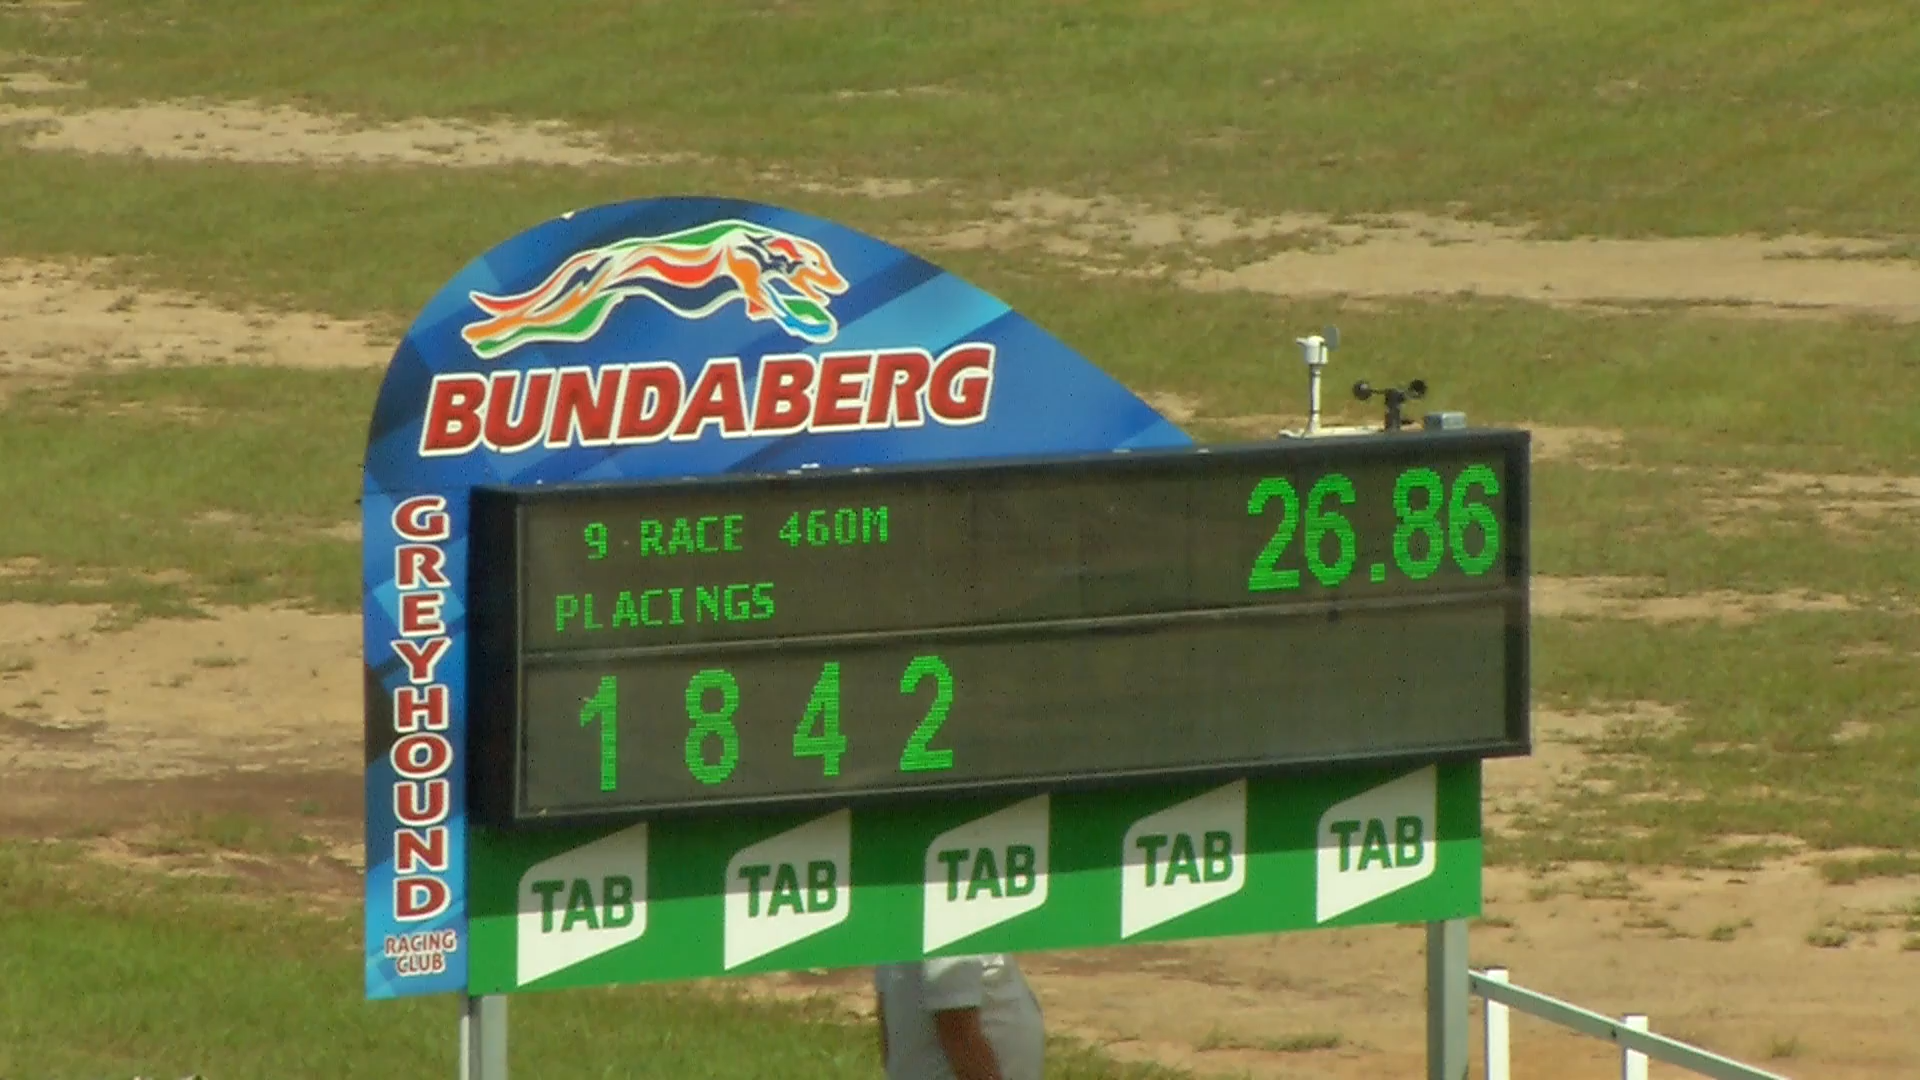 BUNDABERG
GREYHOUND
RACING
CLUB
9 RACE 460M
26.86
PLACINGS
1 8 4 2
TAB TAB TAB TAB TAB